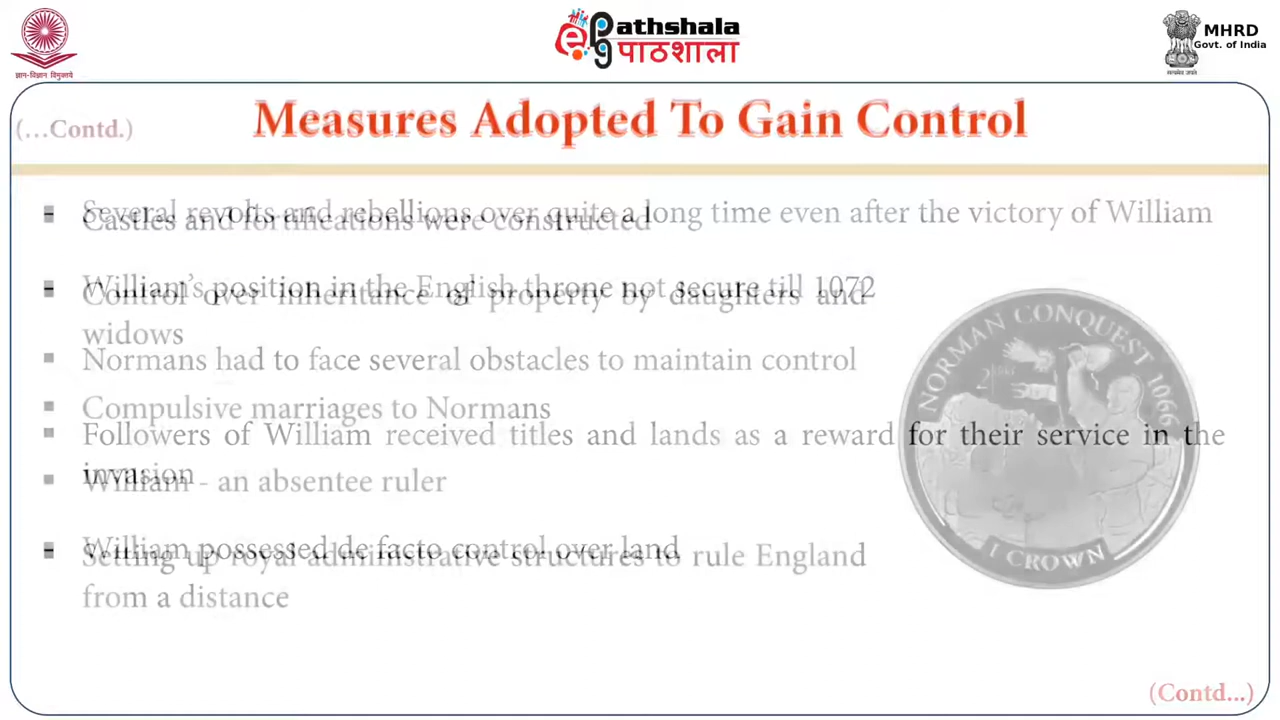 ज्ञान-विज्ञान विमुक्तये
ePathshala
पाठशाला
सत्यमेव जयते
MHRD
Govt. of India
(...Contd.)
Measures Adopted To Gain Control
▪ Several revolts and rebellions over quite a long time even after the victory of William
▪ Castles and fortifications were constructed
▪ William's position in the English throne not secure till 1072
▪ Control over inheritance of property by daughters and
widows
▪ Normans had to face several obstacles to maintain control
▪ Compulsive marriages to Normans
▪ Followers of William received titles and lands as a reward for their service in the
invasion
▪ William - an absentee ruler
▪ William possessed de facto control over land
▪ Setting up royal administrative structures to rule England
from a distance
NORMAN CONQUEST 1066
1 CROWN
(Contd...)